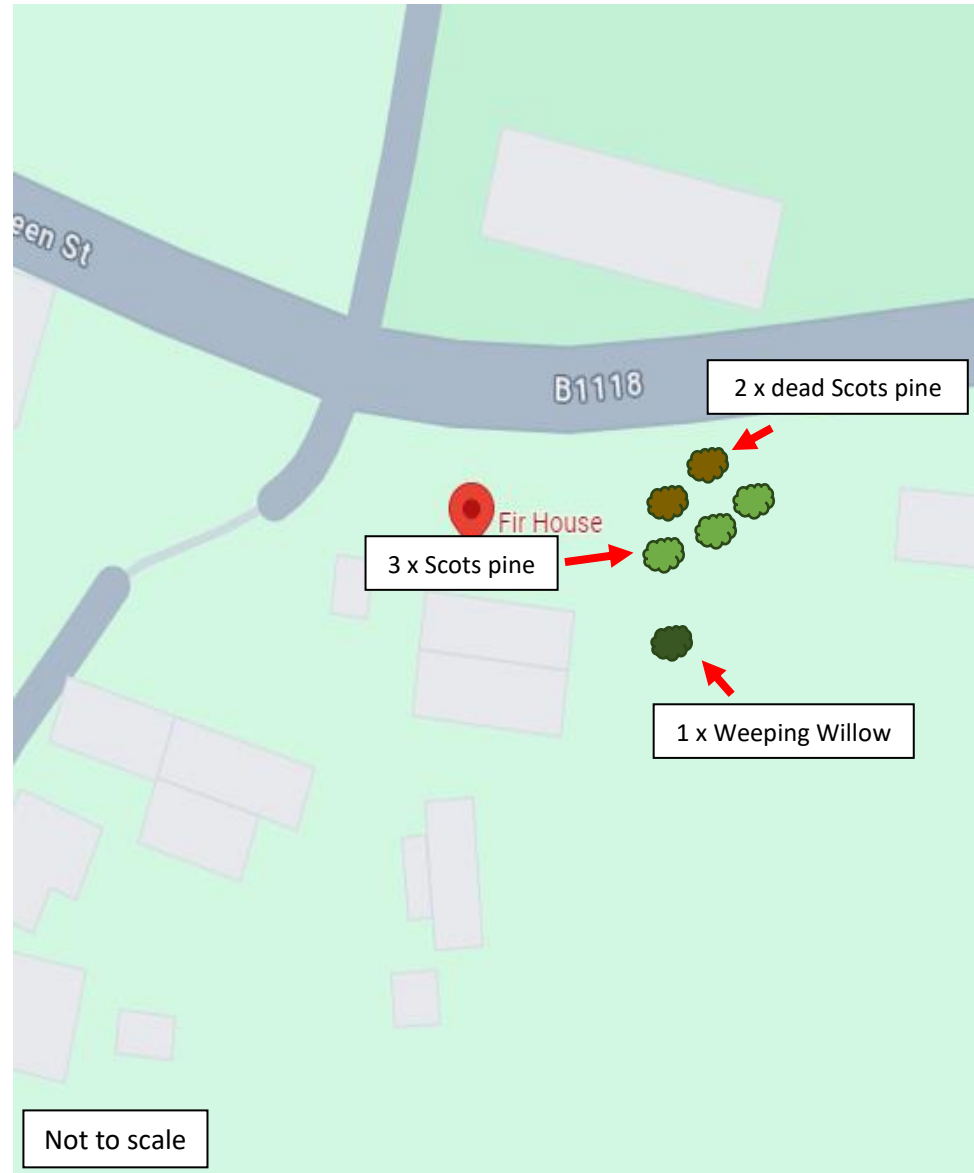 een St
B1118
2 x dead Scots pine
Fir House
3 x Scots pine
1 x Weeping Willow
Not to scale